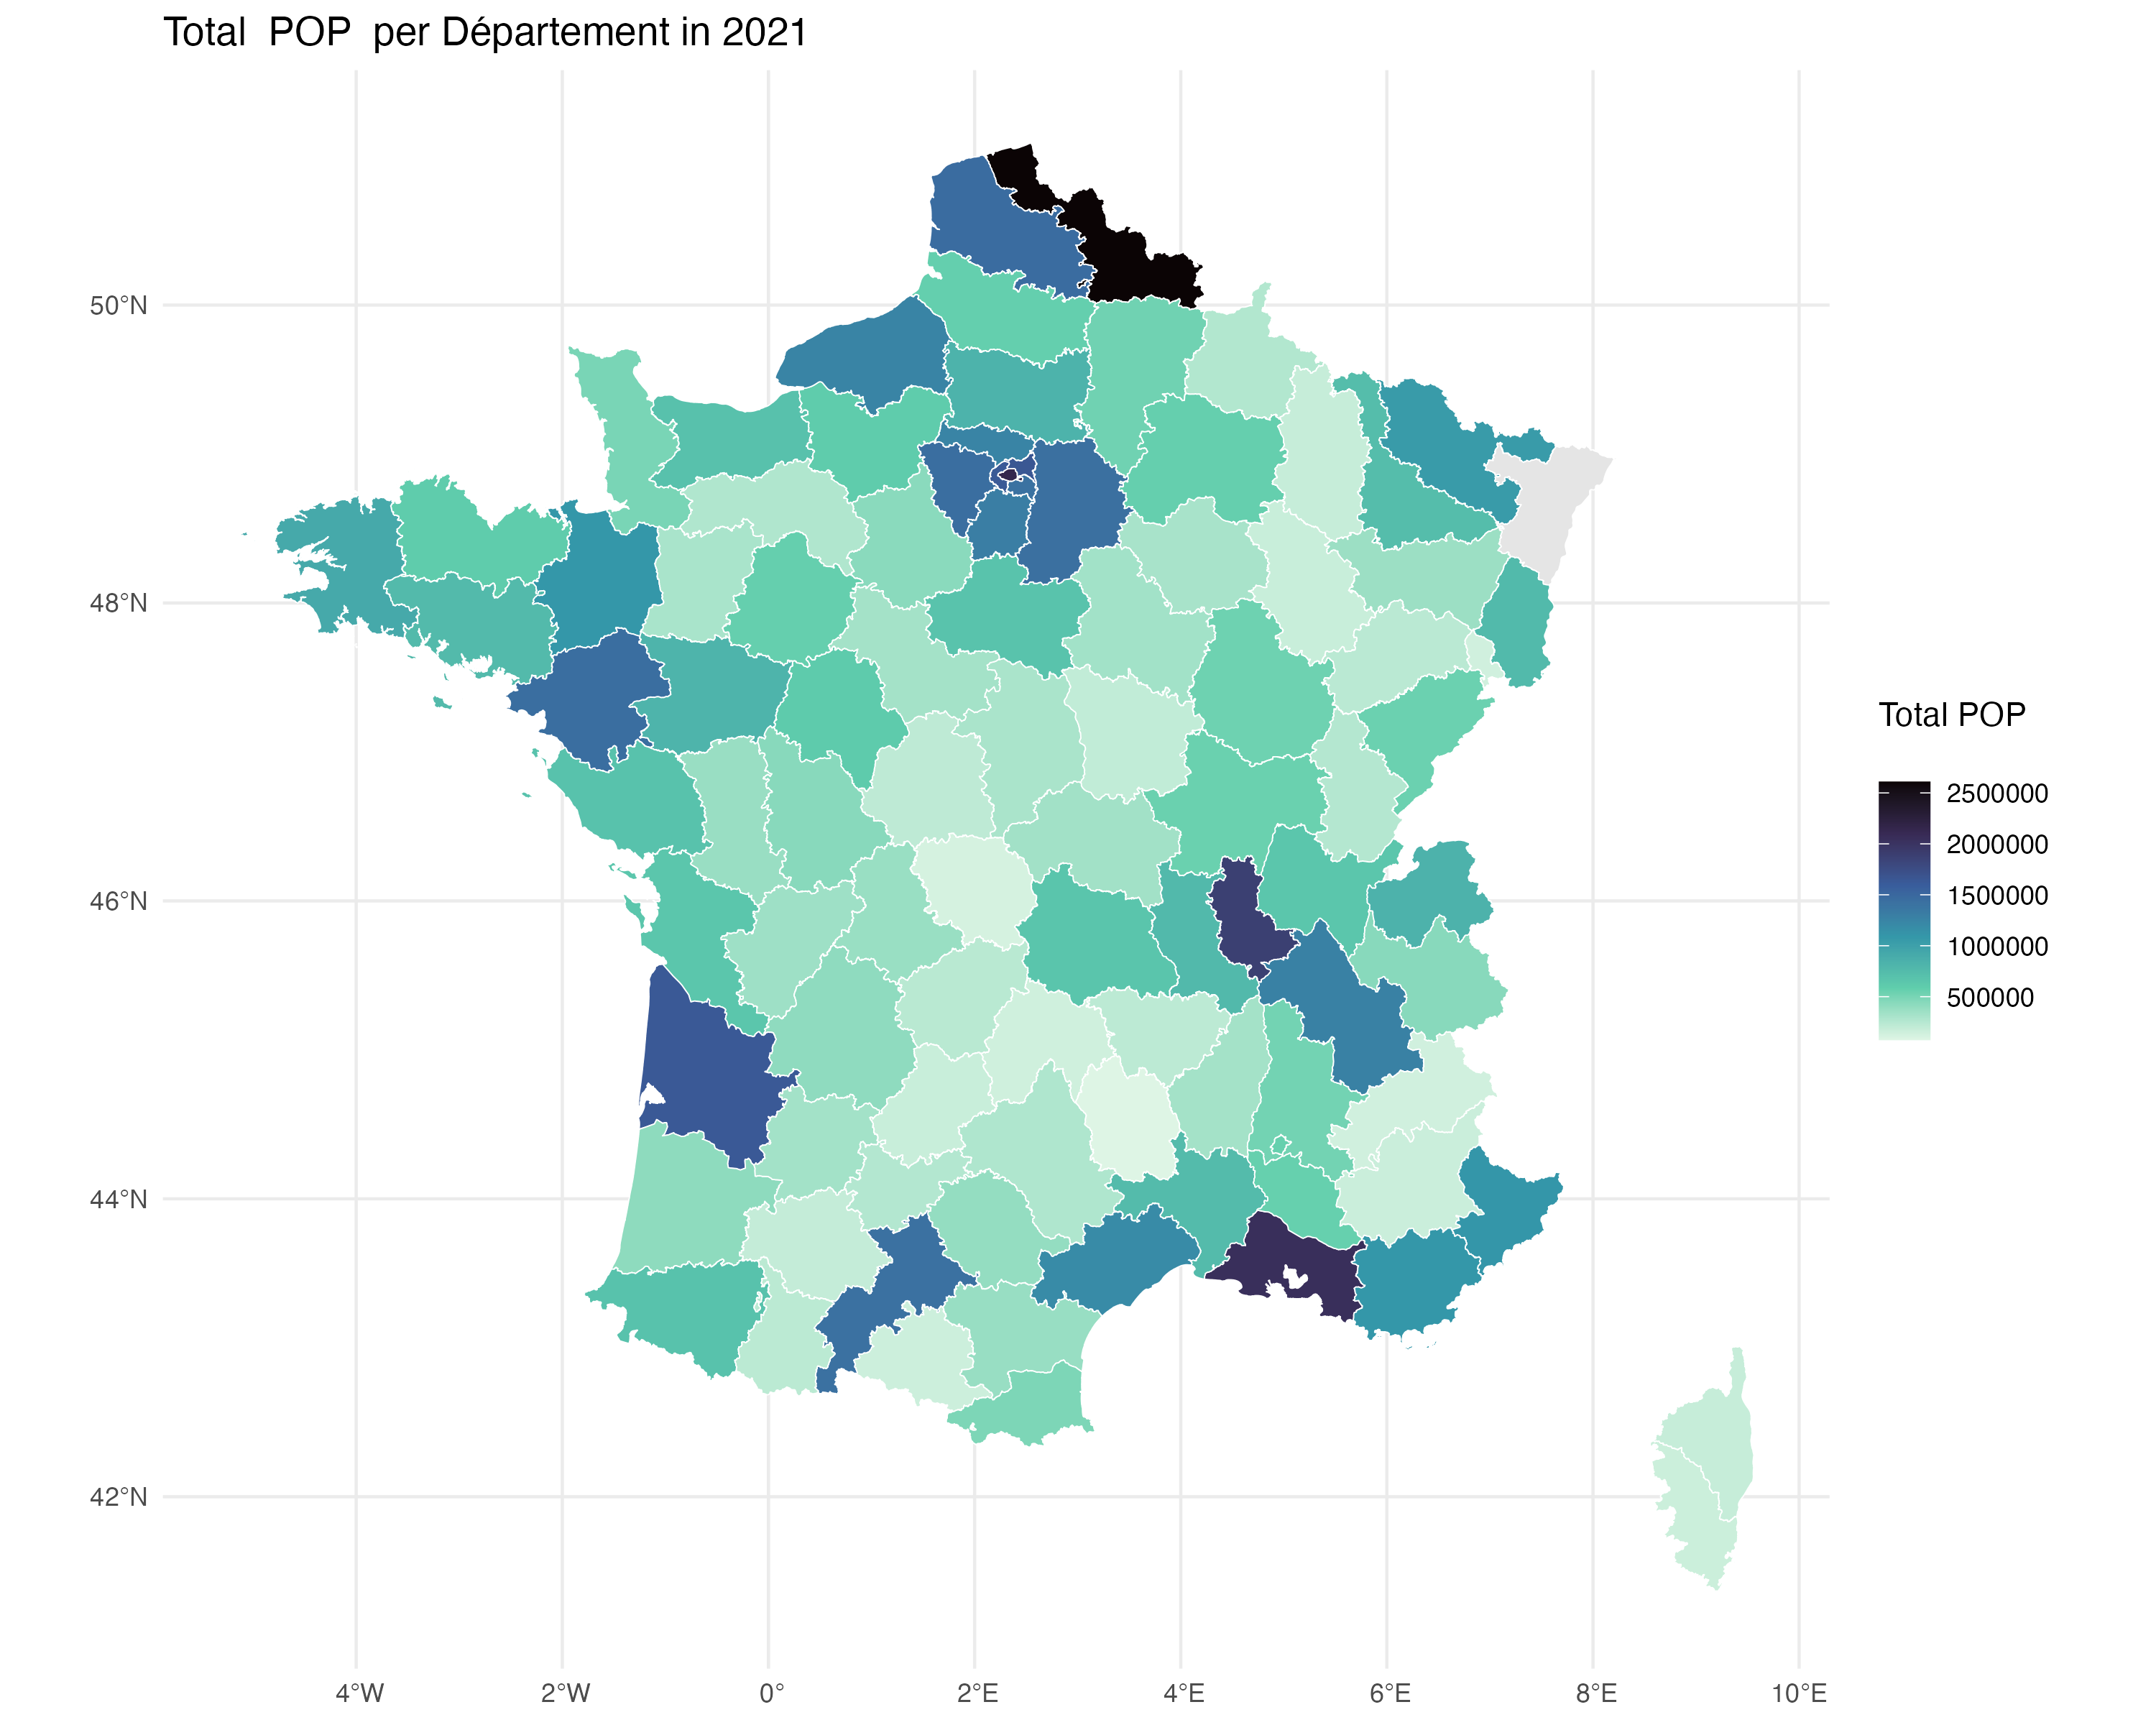 Total  POP  per Département in 2021
50°N
48°N
46°N
44°N
42°N
4°W 2°W 0° 2°E 4°E 6°E 8°E 10°E
Total POP
2500000
2000000
1500000
1000000
500000